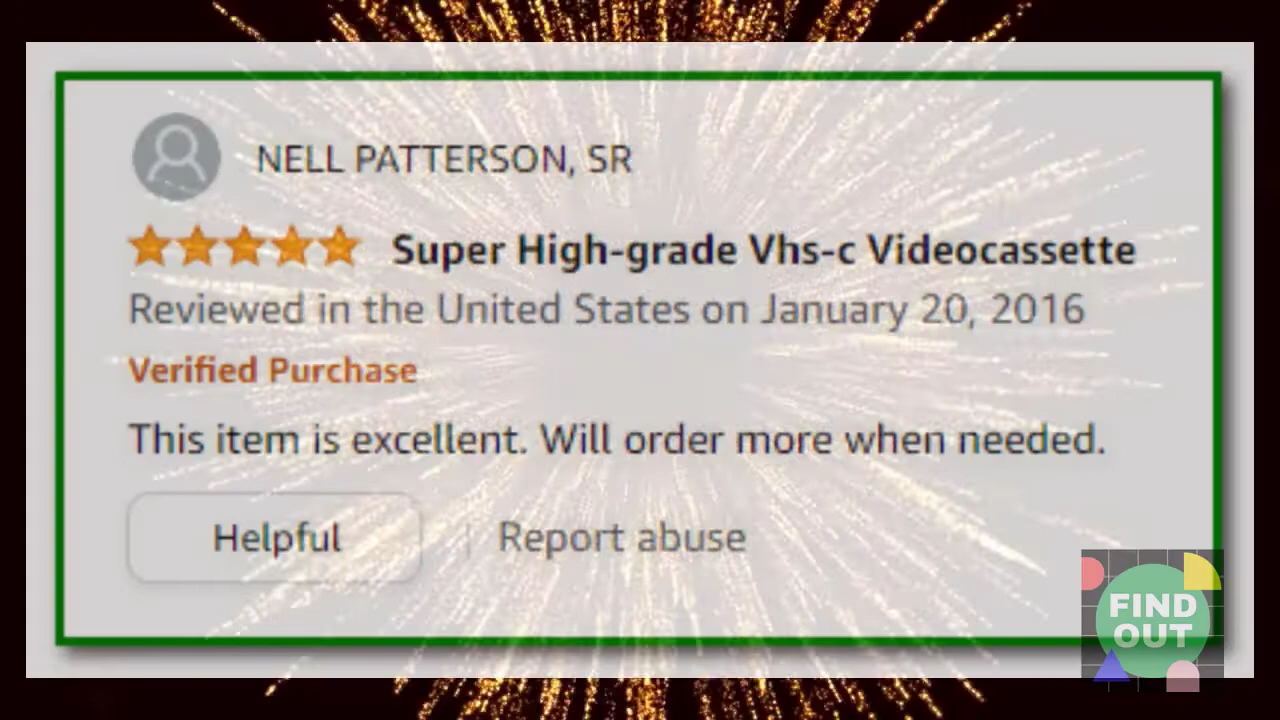 NELL PATTERSON, SR
Super High-grade Vhs-c Videocassette
Reviewed in the United States on January 20, 2016
Verified Purchase
This item is excellent. Will order more when needed.
Helpful | Report abuse
FIND
OUT